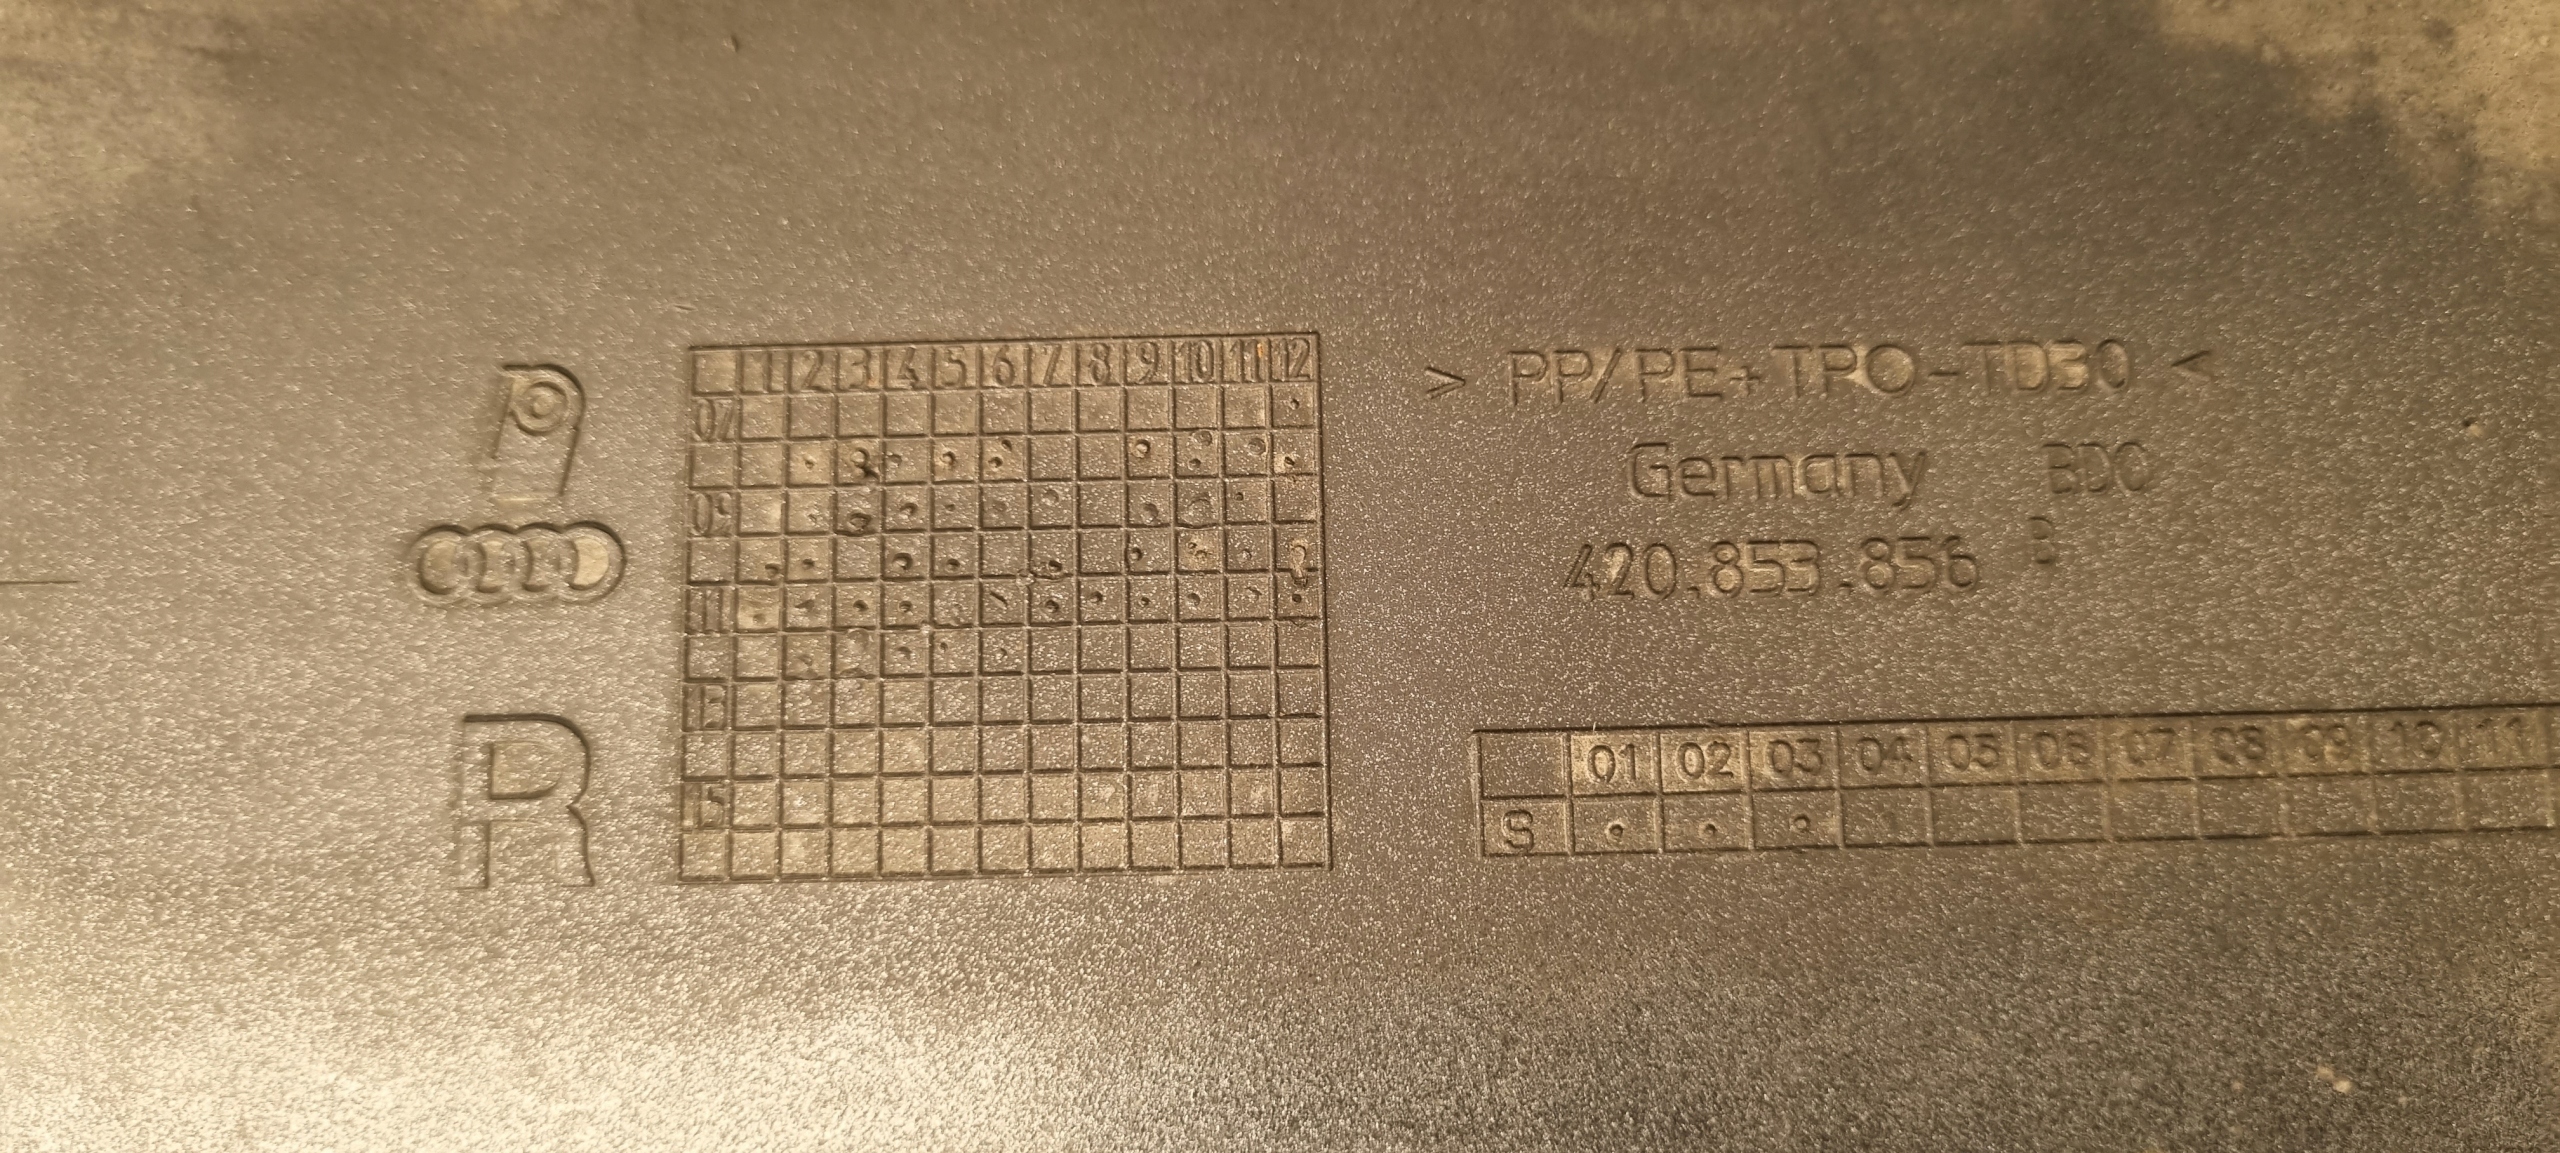 1 2 3 4 5 6 7 8 9 10 11 12
07
09
11
13
15
R
> PP/PE+TPO-TD30 <
Germany BDO
420.853.856 B
01 02 03 04 05 06 07 08 09 10 11
S